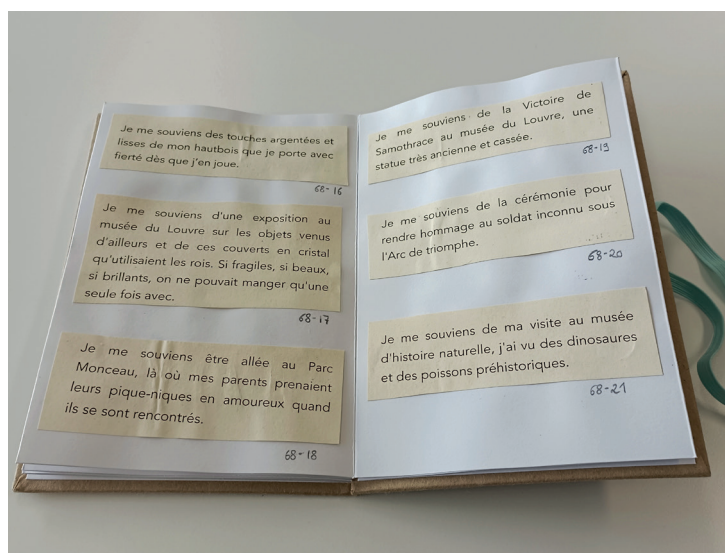 Je me souviens des touches argentées et
lisses de mon hautbois que je porte avec
fierté dès que j'en joue.
68-16
Je me souviens d'une exposition au
musée du Louvre sur les objets venus
d'ailleurs et de ces couverts en cristal
qu'utilisaient les rois. Si fragiles, si beaux,
si brillants, on ne pouvait manger qu'une
seule fois avec.
68-17
Je me souviens être allée au Parc
Monceau, là où mes parents prenaient
leurs pique-niques en amoureux quand
ils se sont rencontrés.
68-18
Je me souviens de la Victoire de
Samothrace au musée du Louvre, une
statue très ancienne et cassée.
68-19
Je me souviens de la cérémonie pour
rendre hommage au soldat inconnu sous
l'Arc de triomphe.
68-20
Je me souviens de ma visite au musée
d'histoire naturelle, j'ai vu des dinosaures
et des poissons préhistoriques.
68-21